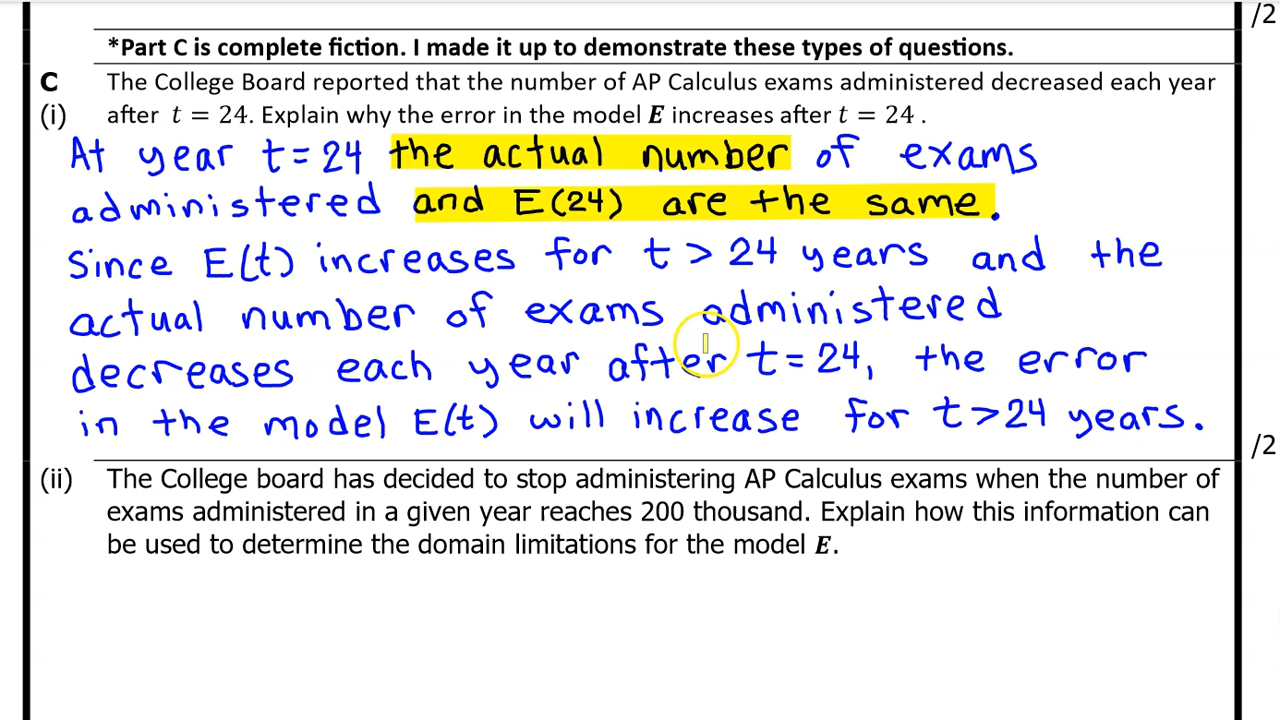 /2
*Part C is complete fiction. I made it up to demonstrate these types of questions.
C The College Board reported that the number of AP Calculus exams administered decreased each year
(i) after t = 24. Explain why the error in the model E increases after t = 24 .
At year t = 24 the actual number of exams
administered and E(24) are the same.
Since E(t) increases for t > 24 years and the
actual number of exams administered
decreases each year after t = 24, the error
in the model E(t) will increase for t > 24 years.
/2
(ii) The College board has decided to stop administering AP Calculus exams when the number of
exams administered in a given year reaches 200 thousand. Explain how this information can
be used to determine the domain limitations for the model E.